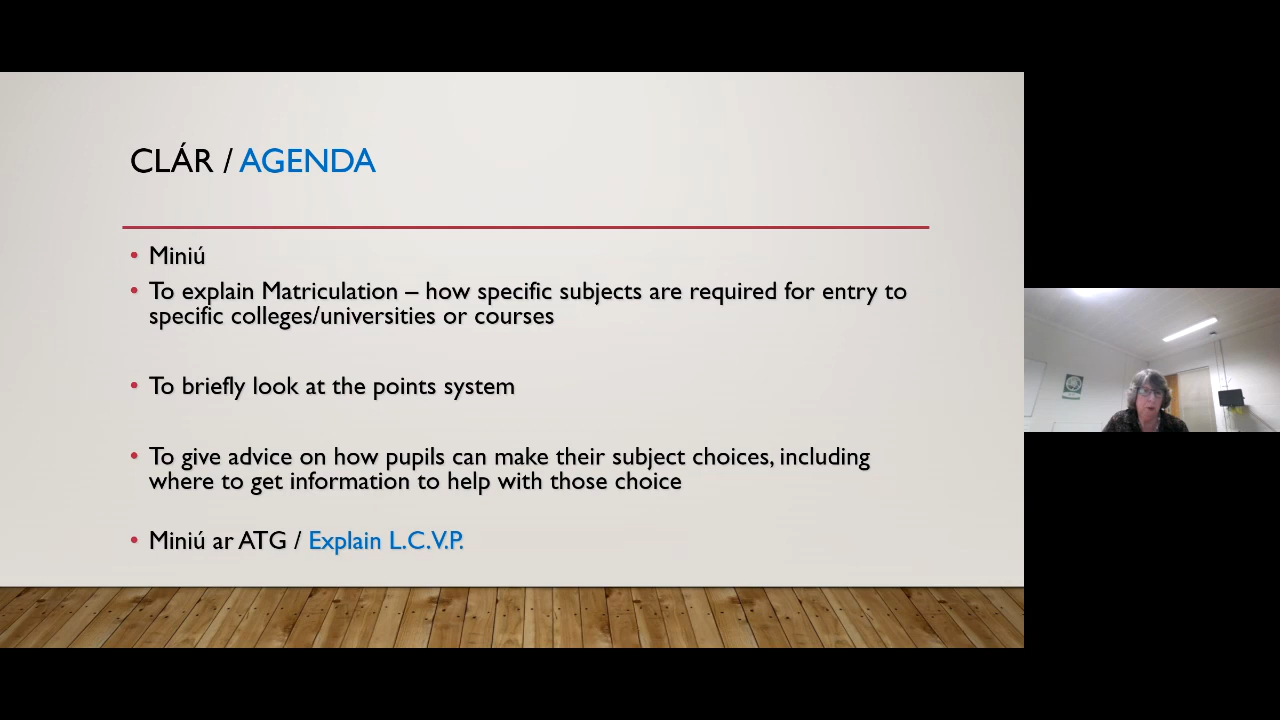 CLÁR / AGENDA
• Miniú
• To explain Matriculation – how specific subjects are required for entry to
specific colleges/universities or courses
• To briefly look at the points system
• To give advice on how pupils can make their subject choices, including
where to get information to help with those choice
• Miniú ar ATG / Explain L.C.V.P.